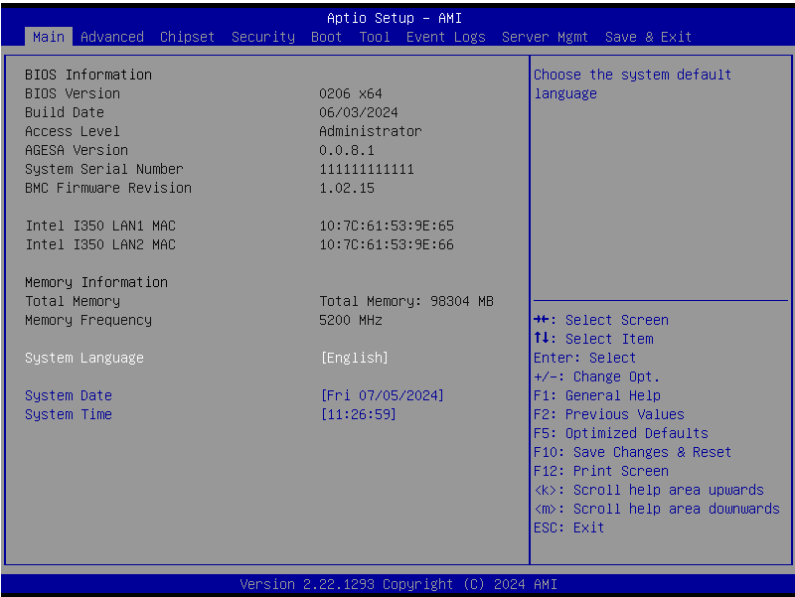 Aptio Setup – AMI
Main Advanced Chipset Security Boot Tool Event Logs Server Mgmt Save & Exit
BIOS Information
BIOS Version 0206 x64
Build Date 06/03/2024
Access Level Administrator
AGESA Version 0.0.8.1
System Serial Number 111111111111
BMC Firmware Revision 1.02.15
Intel I350 LAN1 MAC 10:7C:61:53:9E:65
Intel I350 LAN2 MAC 10:7C:61:53:9E:66
Memory Information
Total Memory Total Memory: 98304 MB
Memory Frequency 5200 MHz
System Language [English]
System Date [Fri 07/05/2024]
System Time [11:26:59]
Choose the system default
language
→←: Select Screen
↑↓: Select Item
Enter: Select
+/-: Change Opt.
F1: General Help
F2: Previous Values
F5: Optimized Defaults
F10: Save Changes & Reset
F12: Print Screen
<k>: Scroll help area upwards
<m>: Scroll help area downwards
ESC: Exit
Version 2.22.1293 Copyright (C) 2024 AMI